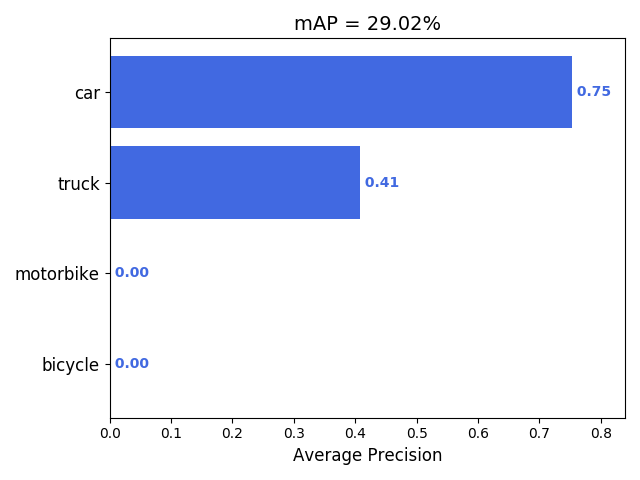 mAP = 29.02%
car
0.75
truck
0.41
motorbike
0.00
bicycle
0.00
0.0 0.1 0.2 0.3 0.4 0.5 0.6 0.7 0.8
Average Precision